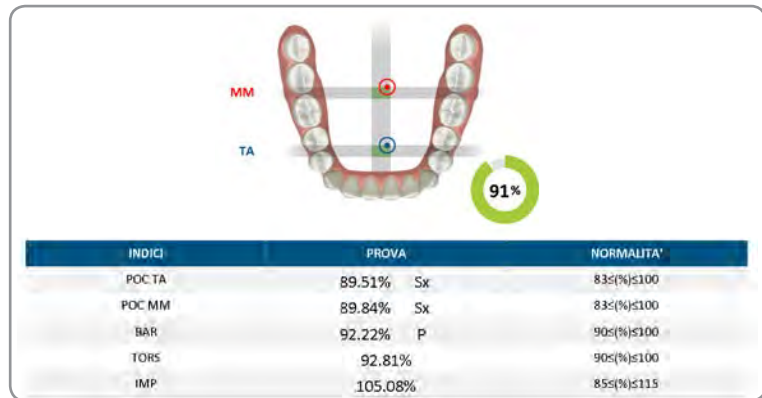 MM
TA
91%
INDICI PROVA NORMALITA'
POC TA 89.51% Sx 83≤(%)≤100
POC MM 89.84% Sx 83≤(%)≤100
BAR 92.22% P 90≤(%)≤100
TORS 92.81% 90≤(%)≤100
IMP 105.08% 85≤(%)≤115